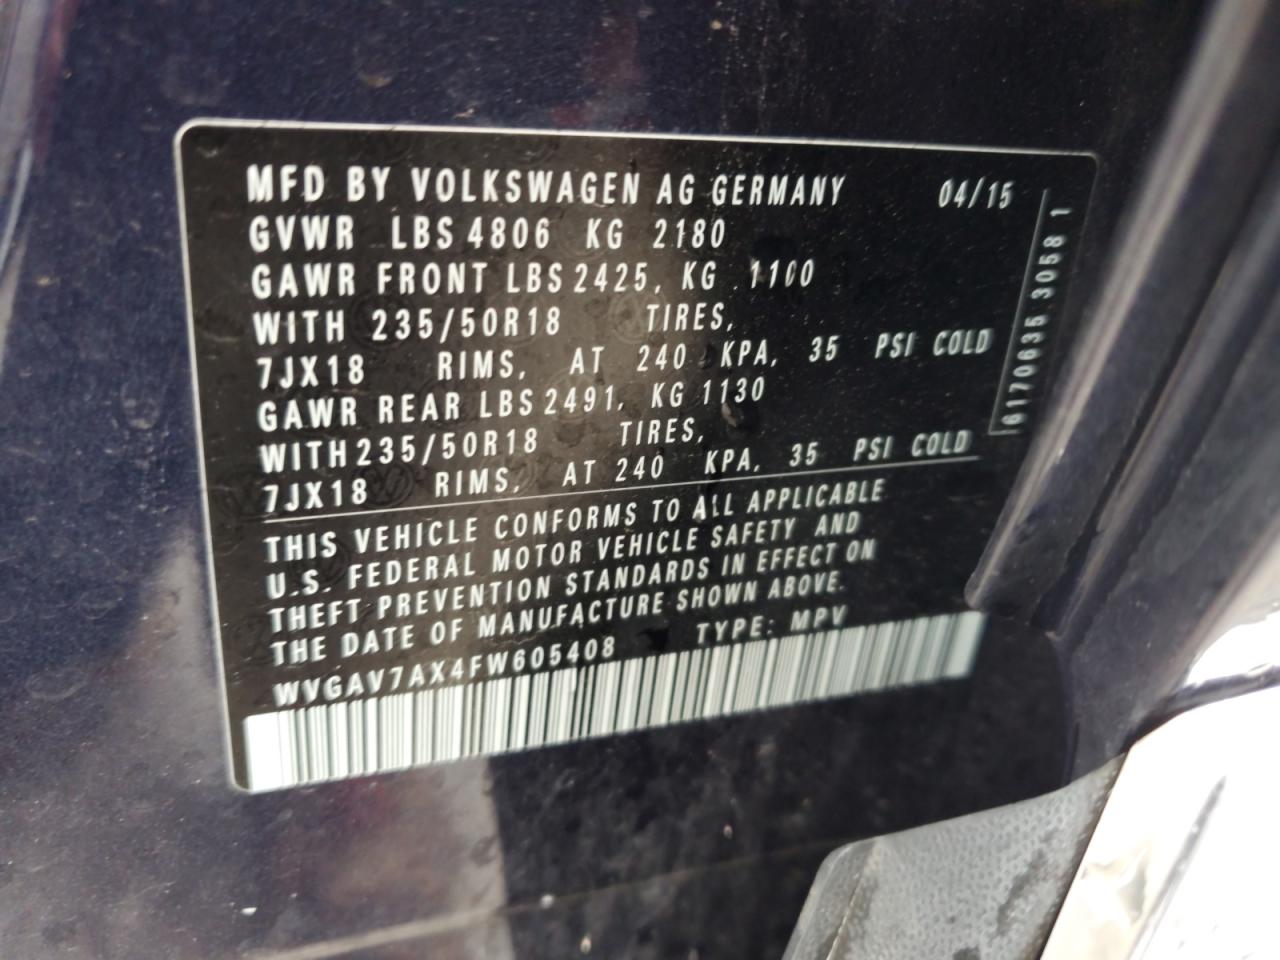 MFD BY VOLKSWAGEN AG GERMANY 04/15
GVWR LBS 4806 KG 2180
GAWR FRONT LBS 2425, KG 1100
WITH 235/50R18 TIRES,
7JX18 RIMS, AT 240 KPA, 35 PSI COLD
GAWR REAR LBS 2491, KG 1130
WITH 235/50R18 TIRES,
7JX18 RIMS, AT 240 KPA, 35 PSI COLD
THIS VEHICLE CONFORMS TO ALL APPLICABLE
U.S. FEDERAL MOTOR VEHICLE SAFETY AND
THEFT PREVENTION STANDARDS IN EFFECT ON
THE DATE OF MANUFACTURE SHOWN ABOVE.
WVGAV7AX4FW605408 TYPE: MPV
6170635 3058 1